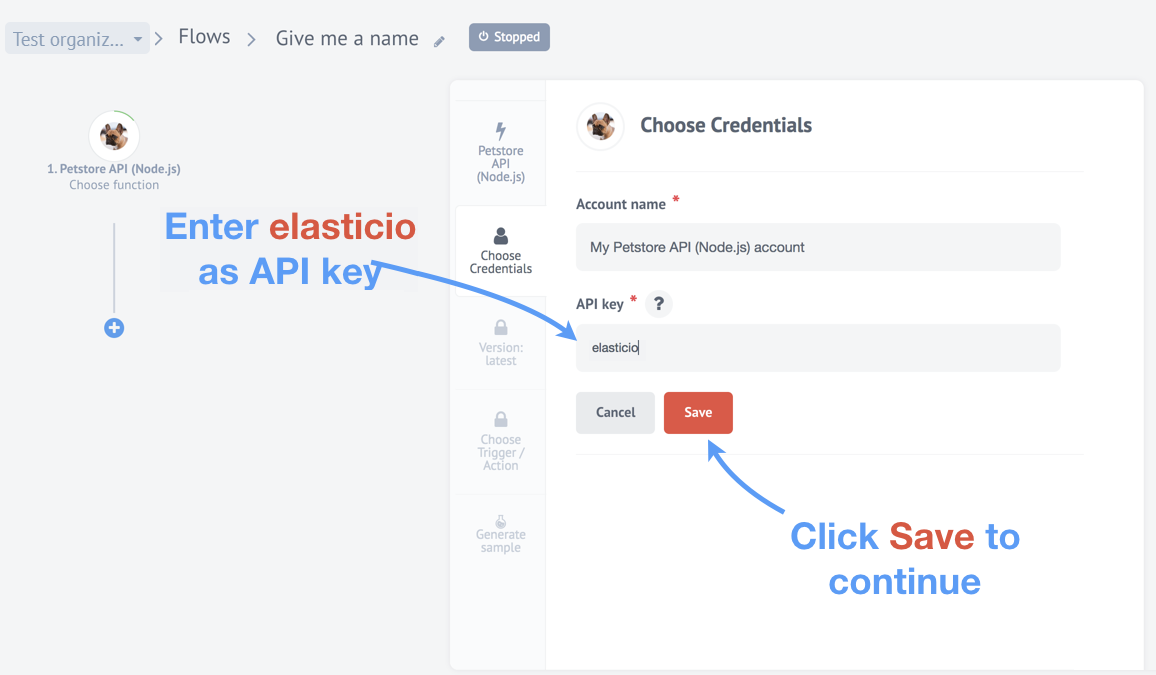 Test organiz...
Flows
Give me a name
Stopped
1. Petstore API (Node.js)
Choose function
Enter elasticio
as API key
Petstore
API
(Node.js)
Choose
Credentials
Version:
latest
Choose
Trigger /
Action
Generate
sample
Choose Credentials
Account name *
My Petstore API (Node.js) account
API key * ?
elasticio
Cancel
Save
Click Save to
continue